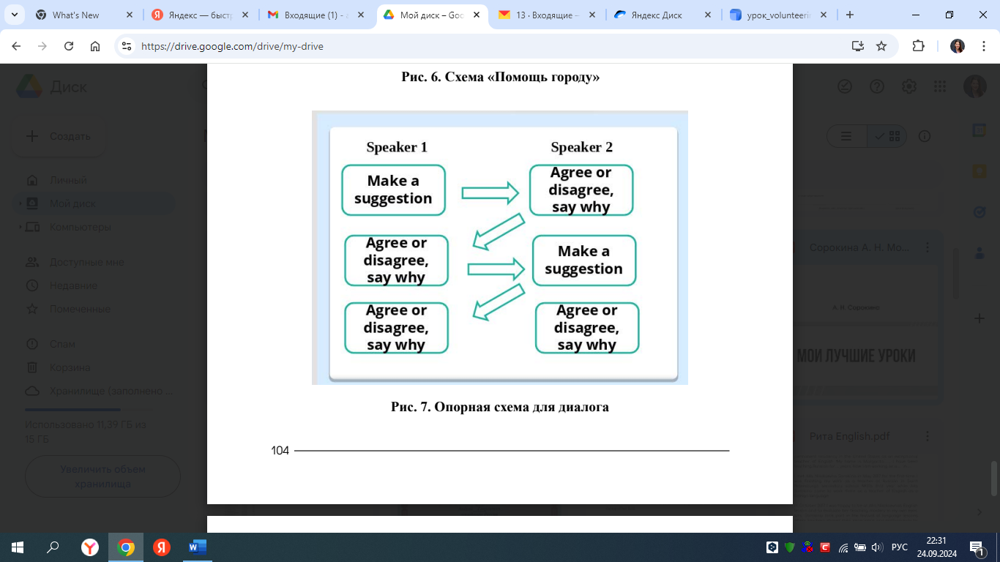 What's New
Яндекс — быст
Входящие (1) -
Мой диск – Goo
13 · Входящие –
Яндекс Диск
урок_volunteerin
https://drive.google.com/drive/my-drive
Диск
Создать
Личный
Мой диск
Компьютеры
Доступные мне
Недавние
Помеченные
Спам
Корзина
Хранилище (заполнено ...
Использовано 11,39 ГБ из
15 ГБ
Увеличить объем
хранилища
Рис. 6. Схема «Помощь городу»
Speaker 1
Speaker 2
Make a
suggestion
Agree or
disagree,
say why
Agree or
disagree,
say why
Make a
suggestion
Agree or
disagree,
say why
Agree or
disagree,
say why
Рис. 7. Опорная схема для диалога
104
Сорокина А. Н. Мо...
А. Н. Сорокина
МОИ ЛУЧШИЕ УРОКИ
Рита English.pdf
РУС
22:31
24.09.2024
1